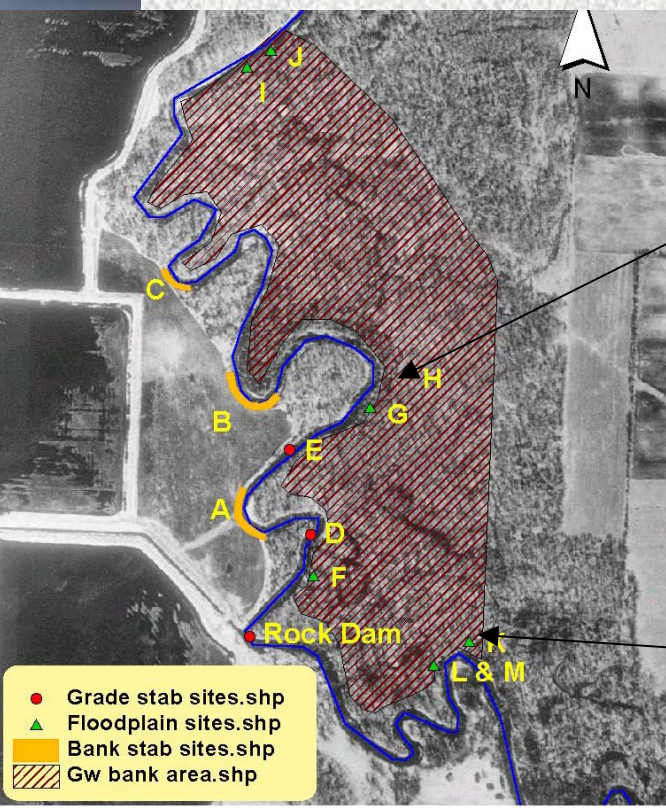 J
I
N
C
H
B
G
E
A
D
F
Rock Dam
K
L & M
Grade stab sites.shp
Floodplain sites.shp
Bank stab sites.shp
Gw bank area.shp